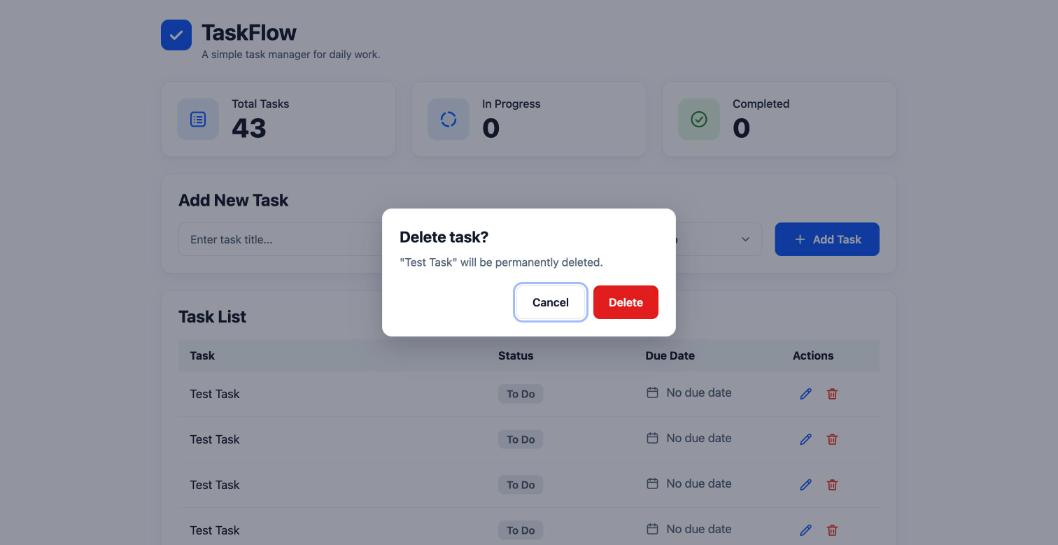 TaskFlow
A simple task manager for daily work.
Total Tasks
43
In Progress
0
Completed
0
Add New Task
Enter task title...
Add Task
Delete task?
"Test Task" will be permanently deleted.
Cancel Delete
Task List
Task Status Due Date Actions
Test Task To Do No due date
Test Task To Do No due date
Test Task To Do No due date
Test Task To Do No due date